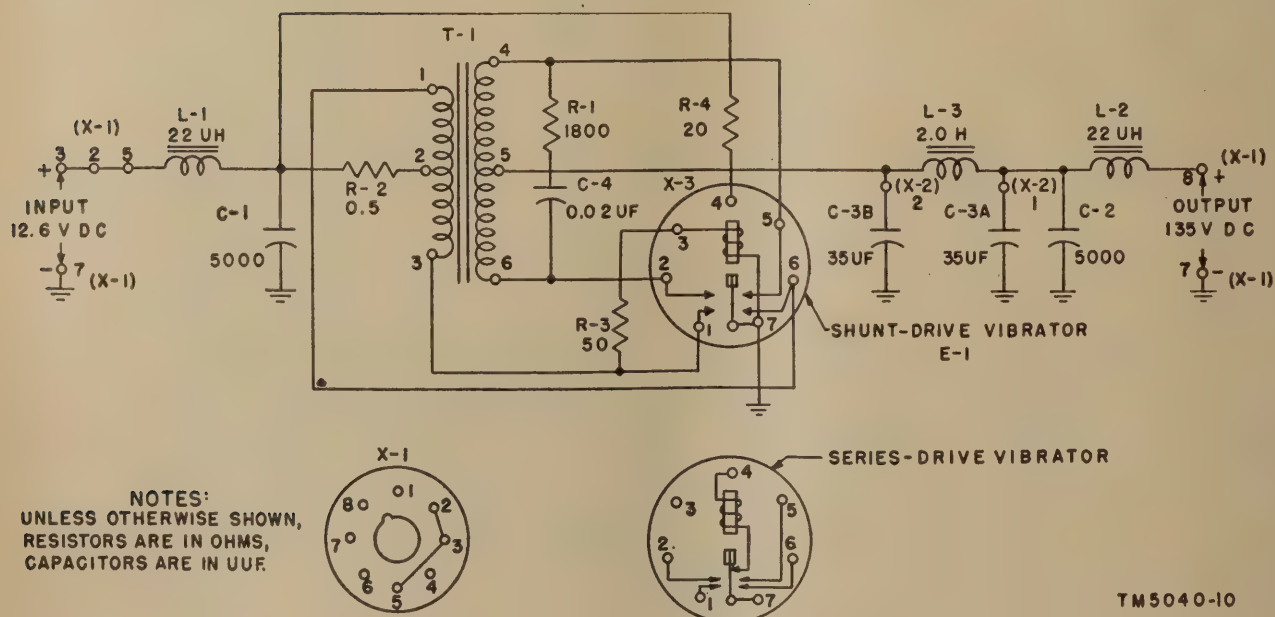 T-1
4
1
L-1
22 UH
(X-1)
+ 3 2 5
INPUT
12.6 V DC
- 7 (X-1)
C-1
5000
R-2
0.5
2
3
5
6
R-1
1800
C-4
0.02UF
R-4
20
X-3
4
3
5
2
6
1
7
R-3
50
L-3
2.0 H
L-2
22 UH
(X-1)
8 +
OUTPUT
135 V DC
7 - (X-1)
C-3B
35UF
(X-2)
2
C-3A
35UF
(X-2)
1
C-2
5000
SHUNT-DRIVE VIBRATOR
E-1
X-1
1
2
3
4
5
6
7
8
NOTES:
UNLESS OTHERWISE SHOWN,
RESISTORS ARE IN OHMS,
CAPACITORS ARE IN UUF.
SERIES-DRIVE VIBRATOR
4
3
5
2
6
1
7
TM5040-10